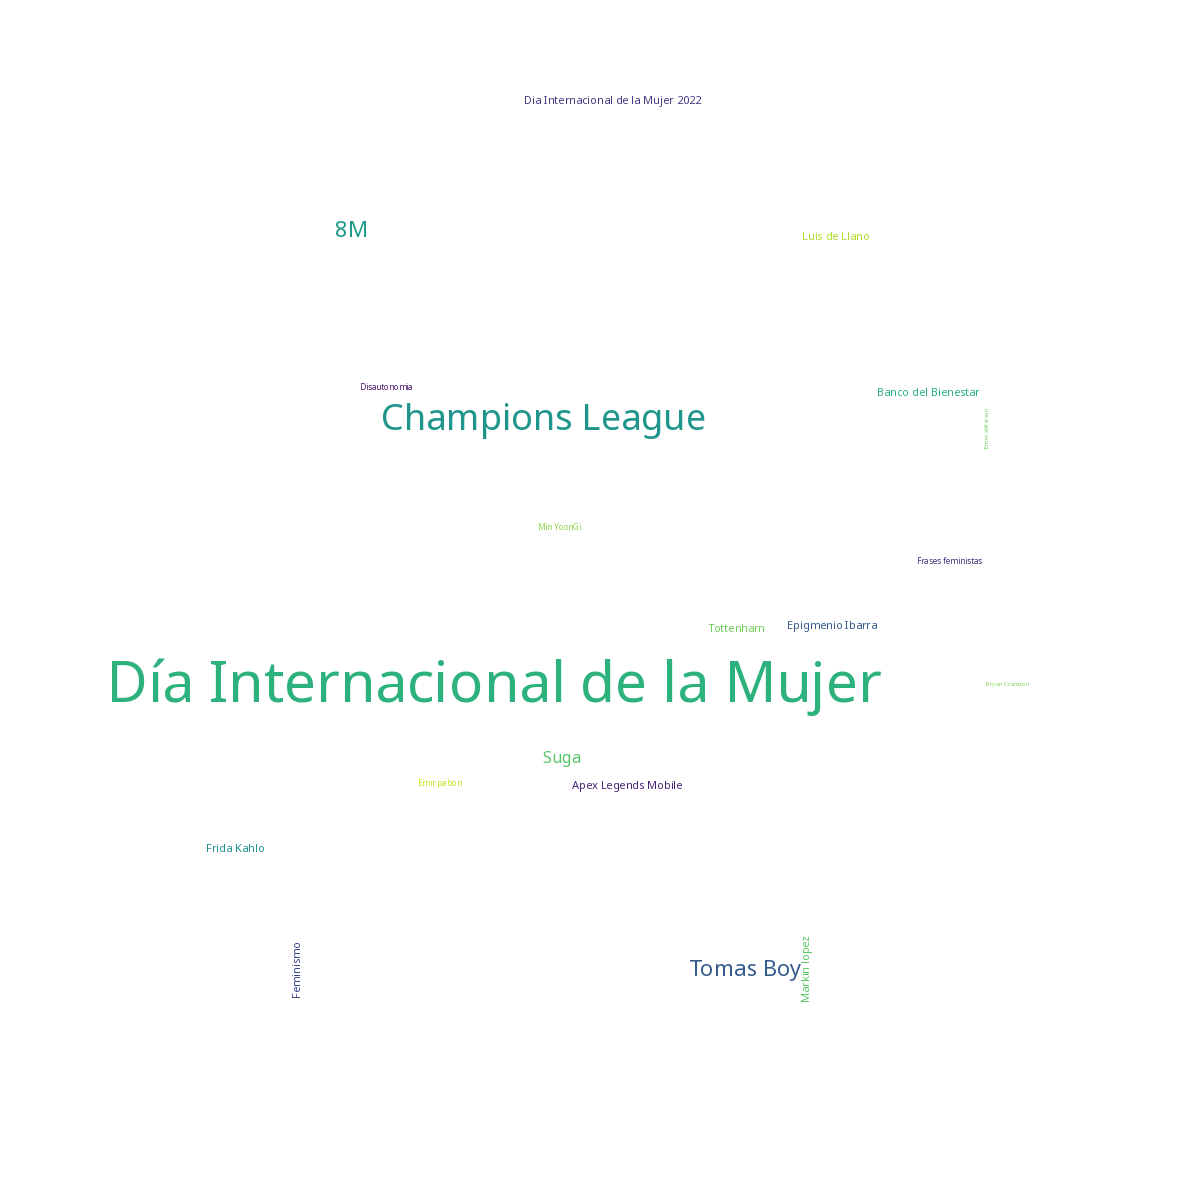 Dia Internacional de la Mujer 2022
8M
Luis de Llano
Disautonomia
Banco del Bienestar
Champions League
Emma Watson
Min YoonGi
Frases feministas
Tottenham
Epigmenio Ibarra
Día Internacional de la Mujer
Bryan Cranston
Suga
Emir pabon
Apex Legends Mobile
Frida Kahlo
Feminismo
Tomas Boy
Markin lopez